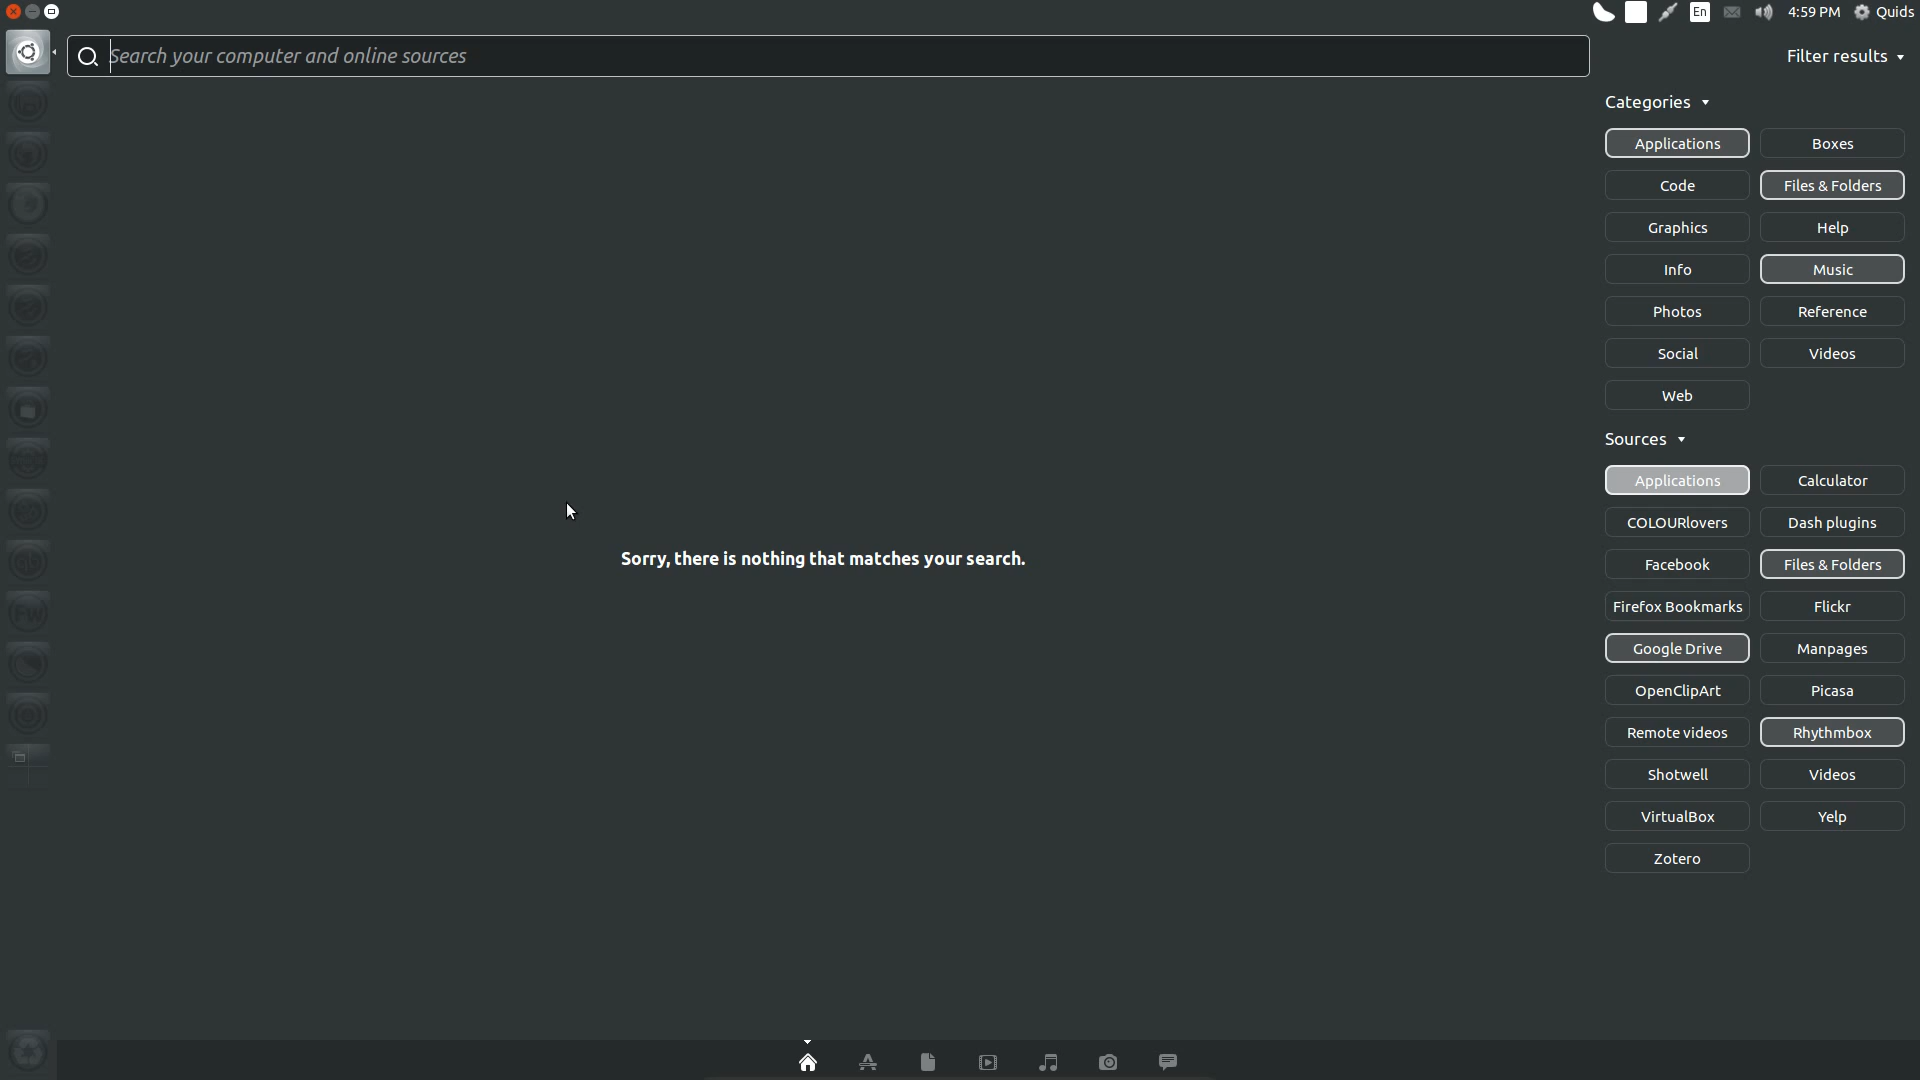 En 4:59 PM Quids
Search your computer and online sources
Filter results
Categories
Applications Boxes
Code Files & Folders
Graphics Help
Info Music
Photos Reference
Social Videos
Web
Sources
Applications Calculator
COLOURlovers Dash plugins
Facebook Files & Folders
Firefox Bookmarks Flickr
Google Drive Manpages
OpenClipArt Picasa
Remote videos Rhythmbox
Shotwell Videos
VirtualBox Yelp
Zotero
Sorry, there is nothing that matches your search.
qb
Fw